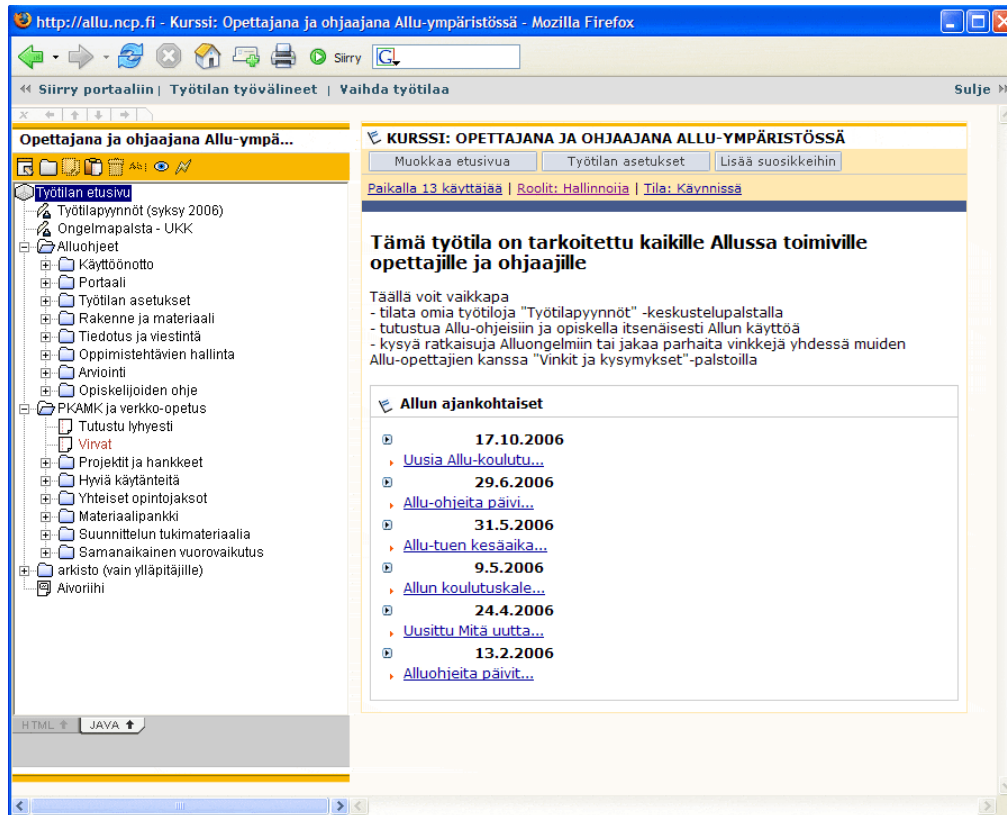 http://allu.ncp.fi - Kurssi: Opettajana ja ohjaajana Allu-ympäristössä - Mozilla Firefox
Siirry G
Siirry portaaliin | Työtilan työvälineet | Vaihda työtilaa Sulje
Opettajana ja ohjaajana Allu-ympä...
Työtilan etusivu
Työtilapyynnöt (syksy 2006)
Ongelmapalsta - UKK
Alluohjeet
Käyttöönotto
Portaali
Työtilan asetukset
Rakenne ja materiaali
Tiedotus ja viestintä
Oppimistehtävien hallinta
Arviointi
Opiskelijoiden ohje
PKAMK ja verkko-opetus
Tutustu lyhyesti
Virvat
Projektit ja hankkeet
Hyviä käytänteitä
Yhteiset opintojaksot
Materiaalipankki
Suunnittelun tukimateriaalia
Samanaikainen vuorovaikutus
arkisto (vain ylläpitäjille)
Aivoriihi
HTML JAVA
KURSSI: OPETTAJANA JA OHJAAJANA ALLU-YMPÄRISTÖSSÄ
Muokkaa etusivua Työtilan asetukset Lisää suosikkeihin
Paikalla 13 käyttäjää | Roolit: Hallinnoija | Tila: Käynnissä
Tämä työtila on tarkoitettu kaikille Allussa toimiville
opettajille ja ohjaajille
Täällä voit vaikkapa
- tilata omia työtiloja "Työtilapyynnöt" -keskustelupalstalla
- tutustua Allu-ohjeisiin ja opiskella itsenäisesti Allun käyttöä
- kysyä ratkaisuja Alluongelmiin tai jakaa parhaita vinkkejä yhdessä muiden
Allu-opettajien kanssa "Vinkit ja kysymykset"-palstoilla
Allun ajankohtaiset
17.10.2006
Uusia Allu-koulutu...
29.6.2006
Allu-ohjeita päivi...
31.5.2006
Allu-tuen kesäaika...
9.5.2006
Allun koulutuskale...
24.4.2006
Uusittu Mitä uutta...
13.2.2006
Alluohjeita päivit...